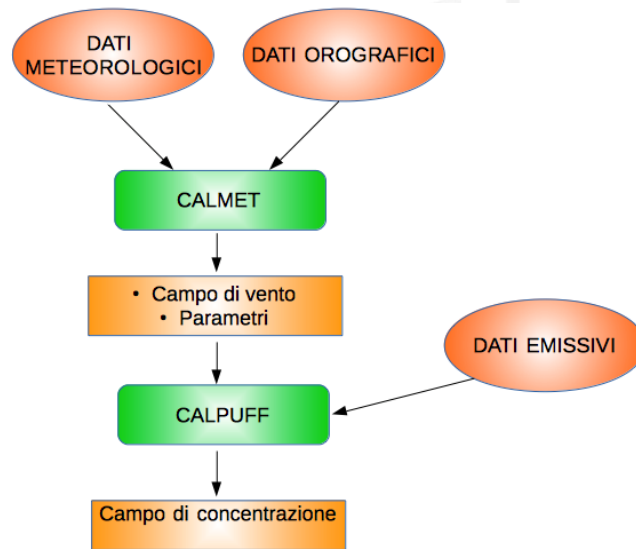 DATI
METEOROLOGICI
DATI OROGRAFICI
CALMET
• Campo di vento
• Parametri
DATI EMISSIVI
CALPUFF
Campo di concentrazione